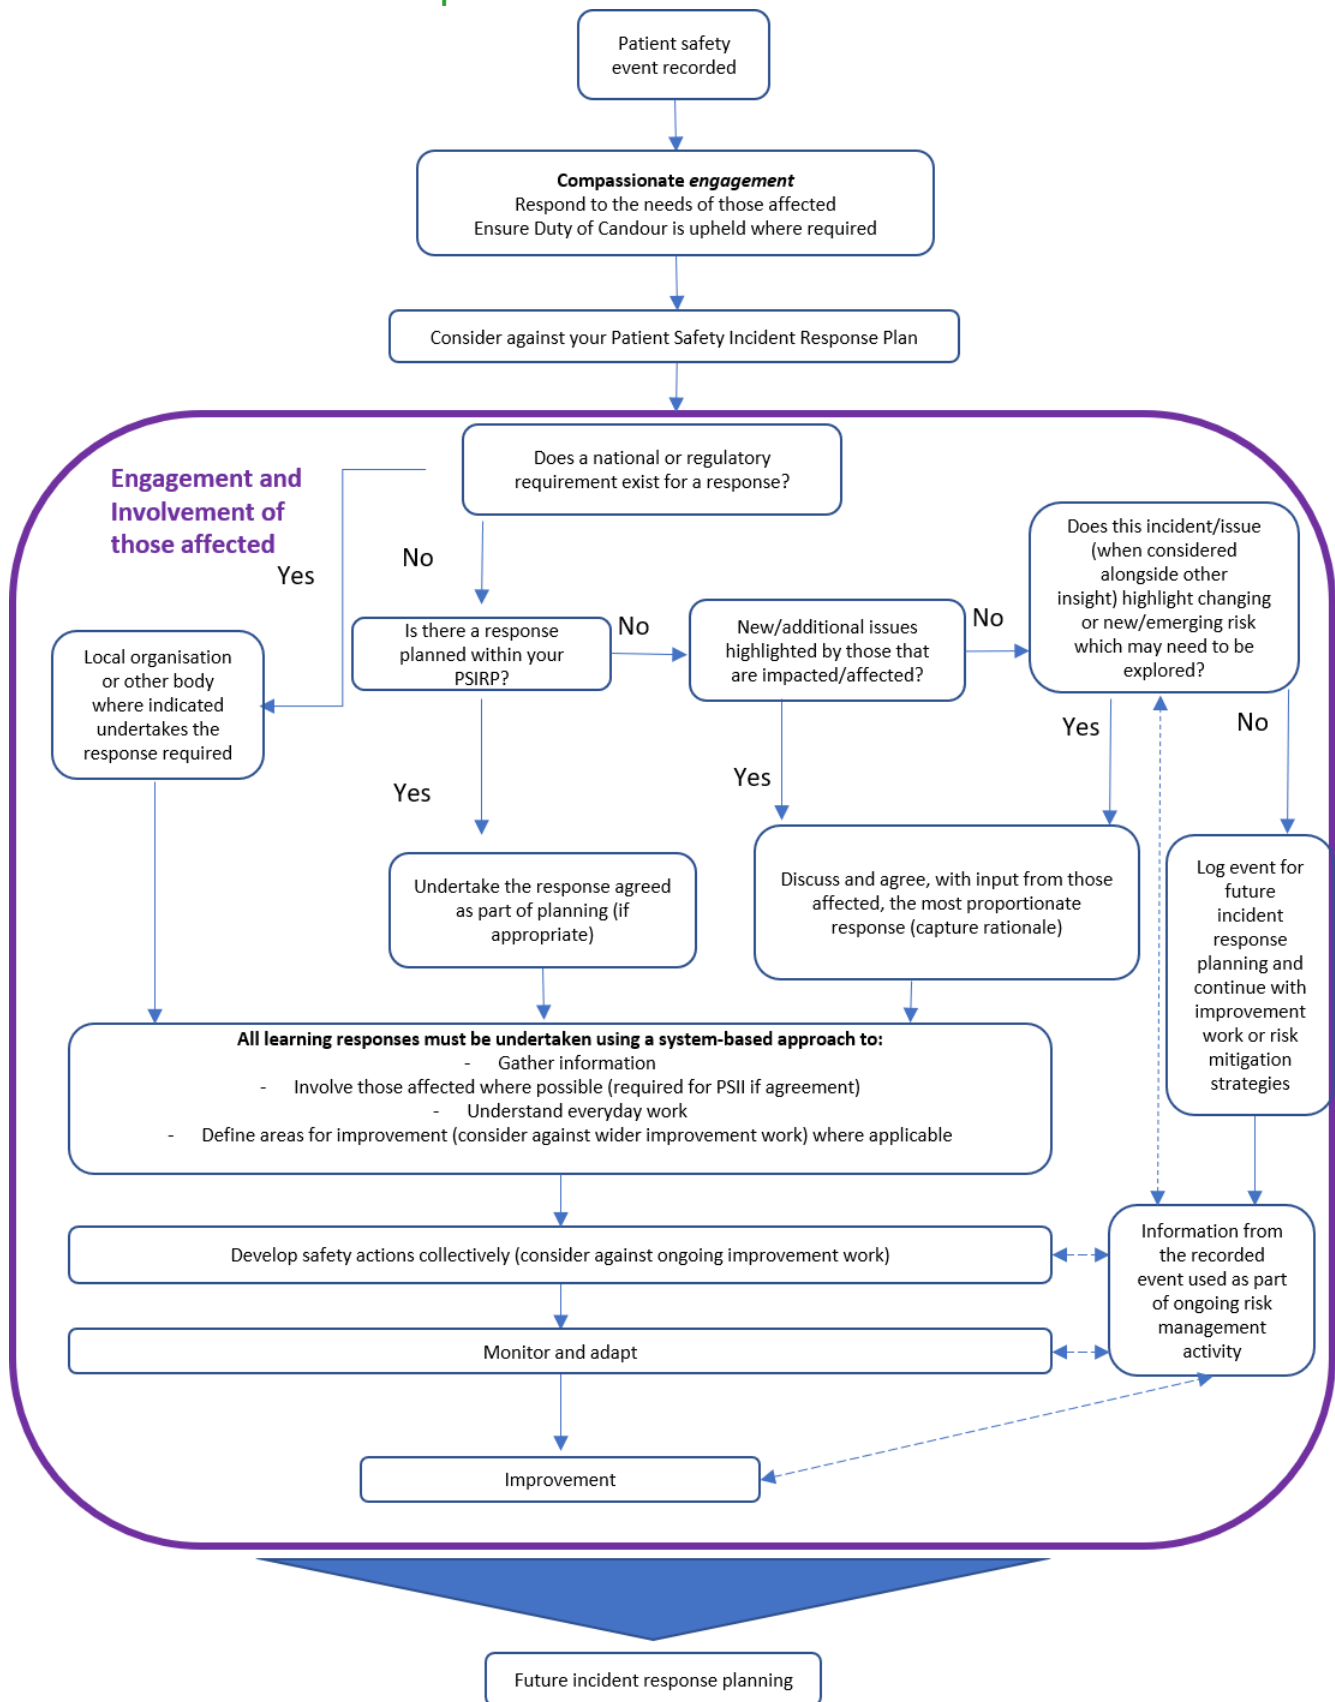 Patient safety
event recorded
Compassionate engagement
Respond to the needs of those affected
Ensure Duty of Candour is upheld where required
Consider against your Patient Safety Incident Response Plan
Engagement and
Involvement of
those affected
Does a national or regulatory
requirement exist for a response?
Yes
No
Local organisation
or other body
where indicated
undertakes the
response required
Is there a response
planned within your
PSIRP?
No
New/additional issues
highlighted by those that
are impacted/affected?
No
Does this incident/issue
(when considered
alongside other
insight) highlight changing
or new/emerging risk
which may need to be
explored?
Yes
Yes
Yes
No
Undertake the response agreed
as part of planning (if
appropriate)
Discuss and agree, with input from those
affected, the most proportionate
response (capture rationale)
Log event for
future
incident
response
planning and
continue with
improvement
work or risk
mitigation
strategies
All learning responses must be undertaken using a system-based approach to:
- Gather information
- Involve those affected where possible (required for PSII if agreement)
- Understand everyday work
- Define areas for improvement (consider against wider improvement work) where applicable
Develop safety actions collectively (consider against ongoing improvement work)
Information from
the recorded
event used as part
of ongoing risk
management
activity
Monitor and adapt
Improvement
Future incident response planning